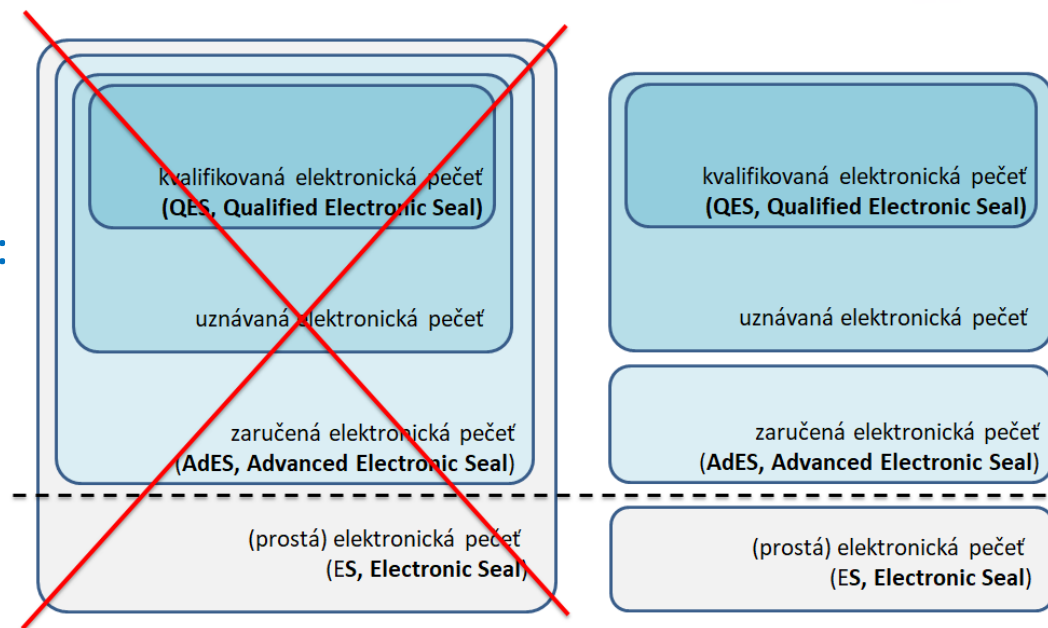 kvalifikovaná elektronická pečeť
(QES, Qualified Electronic Seal)
:
uznávaná elektronická pečeť
zaručená elektronická pečeť
(AdES, Advanced Electronic Seal)
(prostá) elektronická pečeť
(ES, Electronic Seal)
kvalifikovaná elektronická pečeť
(QES, Qualified Electronic Seal)
uznávaná elektronická pečeť
zaručená elektronická pečeť
(AdES, Advanced Electronic Seal)
(prostá) elektronická pečeť
(ES, Electronic Seal)